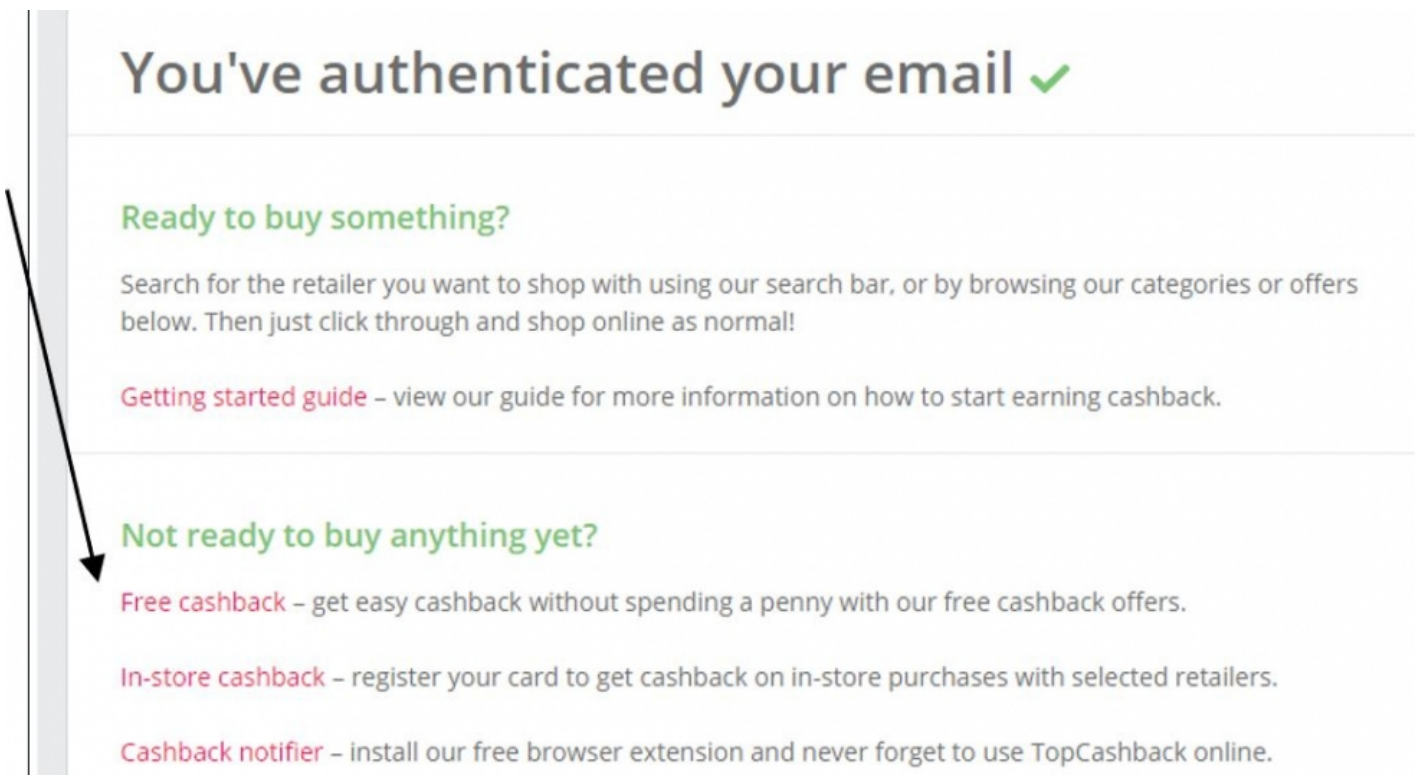 You've authenticated your email
Ready to buy something?
Search for the retailer you want to shop with using our search bar, or by browsing our categories or offers
below. Then just click through and shop online as normal!
Getting started guide – view our guide for more information on how to start earning cashback.
Not ready to buy anything yet?
Free cashback – get easy cashback without spending a penny with our free cashback offers.
In-store cashback – register your card to get cashback on in-store purchases with selected retailers.
Cashback notifier – install our free browser extension and never forget to use TopCashback online.